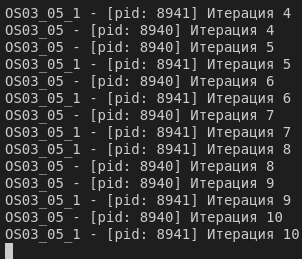 OS03_05_1 - [pid: 8941] Итерация 4
OS03_05 - [pid: 8940] Итерация 4
OS03_05 - [pid: 8940] Итерация 5
OS03_05_1 - [pid: 8941] Итерация 5
OS03_05 - [pid: 8940] Итерация 6
OS03_05_1 - [pid: 8941] Итерация 6
OS03_05 - [pid: 8940] Итерация 7
OS03_05_1 - [pid: 8941] Итерация 7
OS03_05_1 - [pid: 8941] Итерация 8
OS03_05 - [pid: 8940] Итерация 8
OS03_05 - [pid: 8940] Итерация 9
OS03_05_1 - [pid: 8941] Итерация 9
OS03_05 - [pid: 8940] Итерация 10
OS03_05_1 - [pid: 8941] Итерация 10